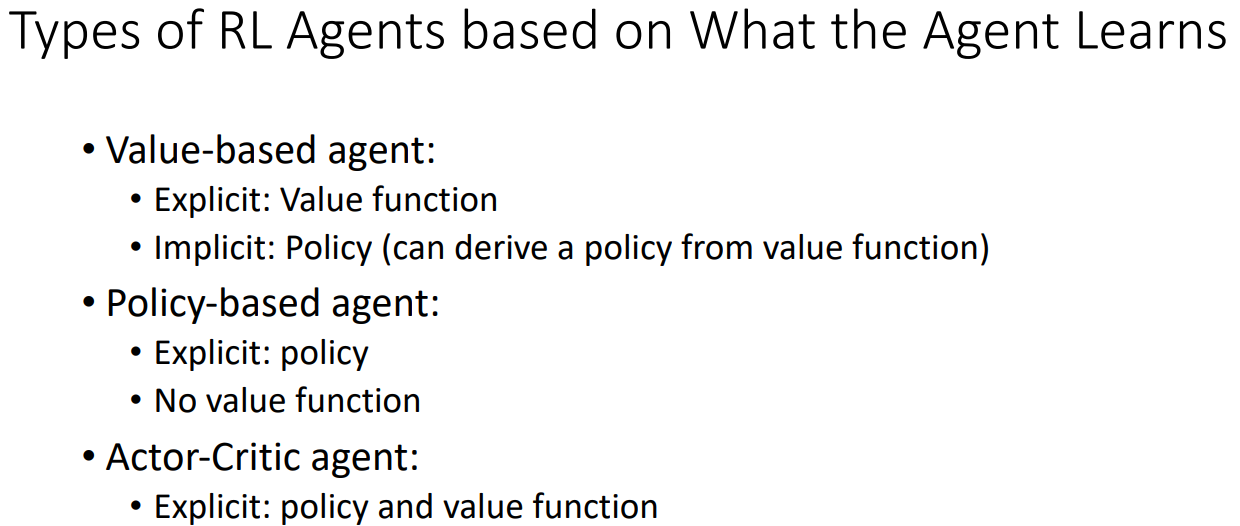 Types of RL Agents based on What the Agent Learns
• Value-based agent:
• Explicit: Value function
• Implicit: Policy (can derive a policy from value function)
• Policy-based agent:
• Explicit: policy
• No value function
• Actor-Critic agent:
• Explicit: policy and value function